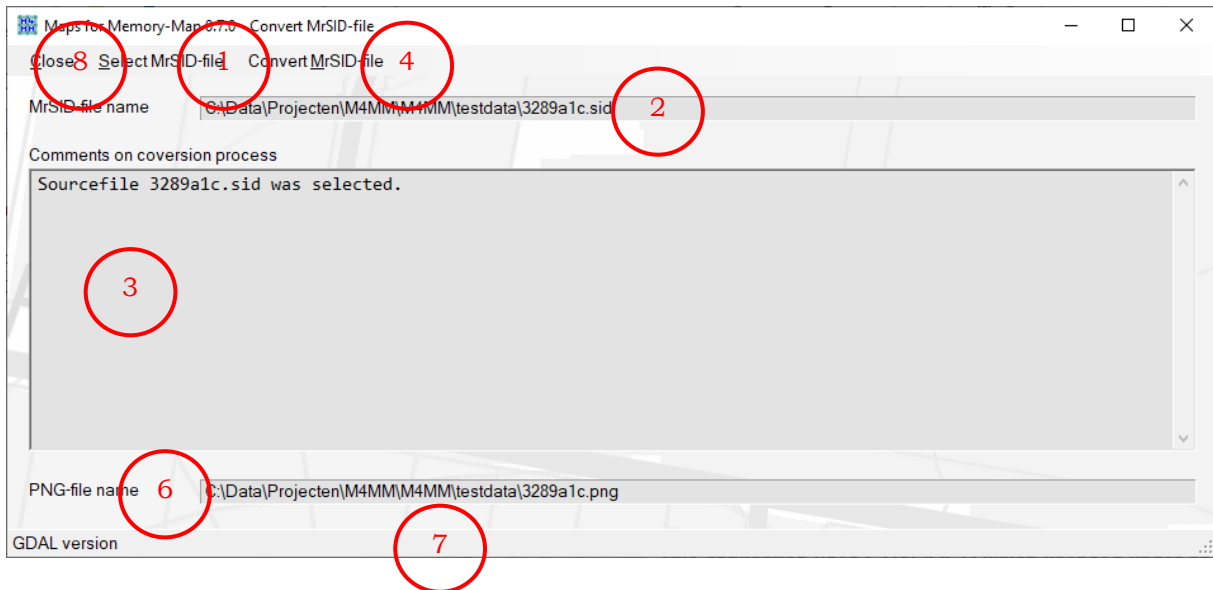 Maps for Memory-Map 6.7.0 - Convert MrSID-file
Close 8 Select MrSID-file 1 Convert MrSID-file 4
MrSID-file name C:\Data\Projecten\M4MM\M4MM\testdata\3289a1c.sid 2
Comments on coversion process
Sourcefile 3289a1c.sid was selected.
3
PNG-file name 6 C:\Data\Projecten\M4MM\M4MM\testdata\3289a1c.png
GDAL version 7